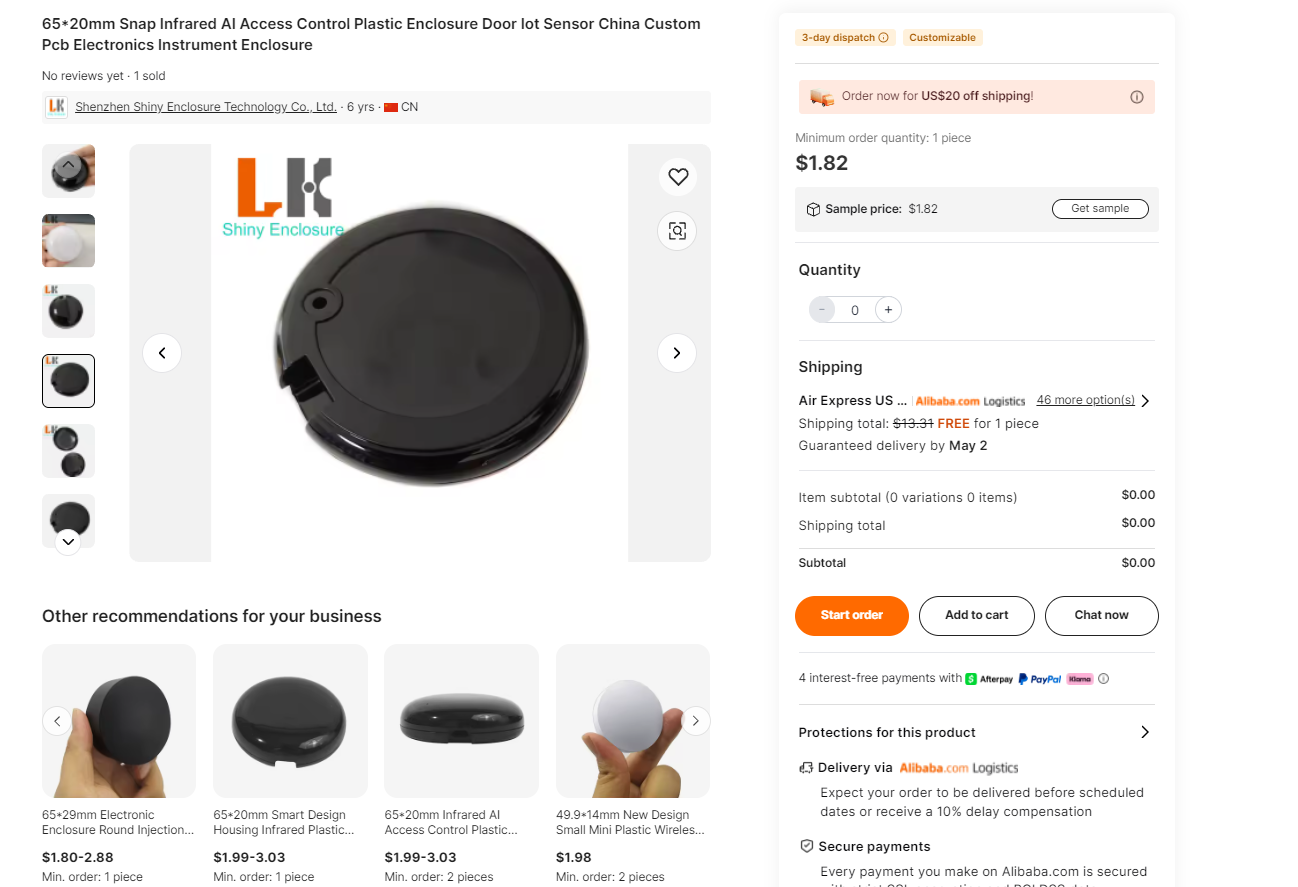 65*20mm Snap Infrared AI Access Control Plastic Enclosure Door Iot Sensor China Custom
Pcb Electronics Instrument Enclosure
No reviews yet · 1 sold
LK Shenzhen Shiny Enclosure Technology Co., Ltd. · 6 yrs · CN
LK
Shiny Enclosure
LK
LK
LK
Other recommendations for your business
65*29mm Electronic
Enclosure Round Injection...
$1.80-2.88
Min. order: 1 piece
65*20mm Smart Design
Housing Infrared Plastic...
$1.99-3.03
Min. order: 1 piece
65*20mm Infrared AI
Access Control Plastic...
$1.99-3.03
Min. order: 2 pieces
49.9*14mm New Design
Small Mini Plastic Wireles...
$1.98
Min. order: 2 pieces
3-day dispatch
Customizable
Order now for US$20 off shipping!
Minimum order quantity: 1 piece
$1.82
Sample price: $1.82
Get sample
Quantity
- 0 +
Shipping
Air Express US ... Alibaba.com Logistics 46 more option(s)
Shipping total: $13.31 FREE for 1 piece
Guaranteed delivery by May 2
Item subtotal (0 variations 0 items) $0.00
Shipping total $0.00
Subtotal $0.00
Start order
Add to cart
Chat now
4 interest-free payments with Afterpay PayPal Klarna
Protections for this product
Delivery via Alibaba.com Logistics
Expect your order to be delivered before scheduled
dates or receive a 10% delay compensation
Secure payments
Every payment you make on Alibaba.com is secured